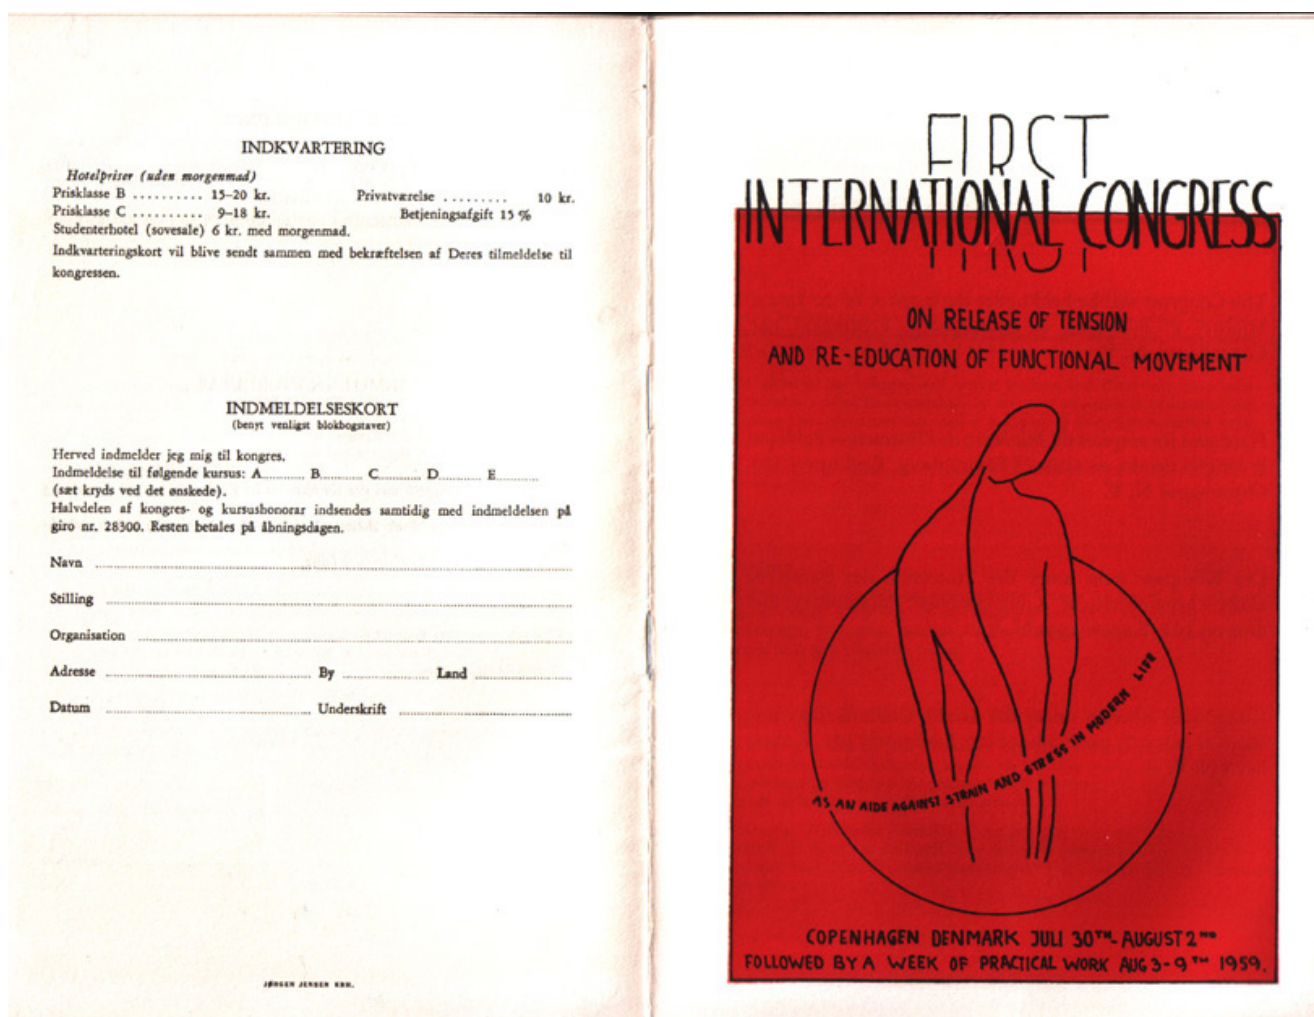 INDKVARTERING
Hotelpriser (uden morgenmad)
Prisklasse B .......... 15–20 kr. Privatværelse ......... 10 kr.
Prisklasse C .......... 9–18 kr. Betjeningsafgift 15 %
Studenterhotel (sovesale) 6 kr. med morgenmad.
Indkvarteringskort vil blive sendt sammen med bekræftelsen af Deres tilmeldelse til
kongressen.
INDMELDELSESKORT
(benyt venligst blokbogstaver)
Herved indmelder jeg mig til kongres.
Indmeldelse til følgende kursus: A.......... B.......... C.......... D.......... E..........
(sæt kryds ved det ønskede).
Halvdelen af kongres- og kursushonorar indsendes samtidig med indmeldelsen på
giro nr. 28300. Resten betales på åbningsdagen.
Navn
Stilling
Organisation
Adresse By Land
Datum Underskrift
JØRGEN JENSEN KBH.
FIRST
INTERNATIONAL CONGRESS
FIRST
ON RELEASE OF TENSION
AND RE-EDUCATION OF FUNCTIONAL MOVEMENT
AS AN AIDE AGAINST STRAIN AND STRESS IN MODERN LIFE
COPENHAGEN DENMARK JULI 30TH - AUGUST 2ND
FOLLOWED BY A WEEK OF PRACTICAL WORK AUG 3-9TH 1959.